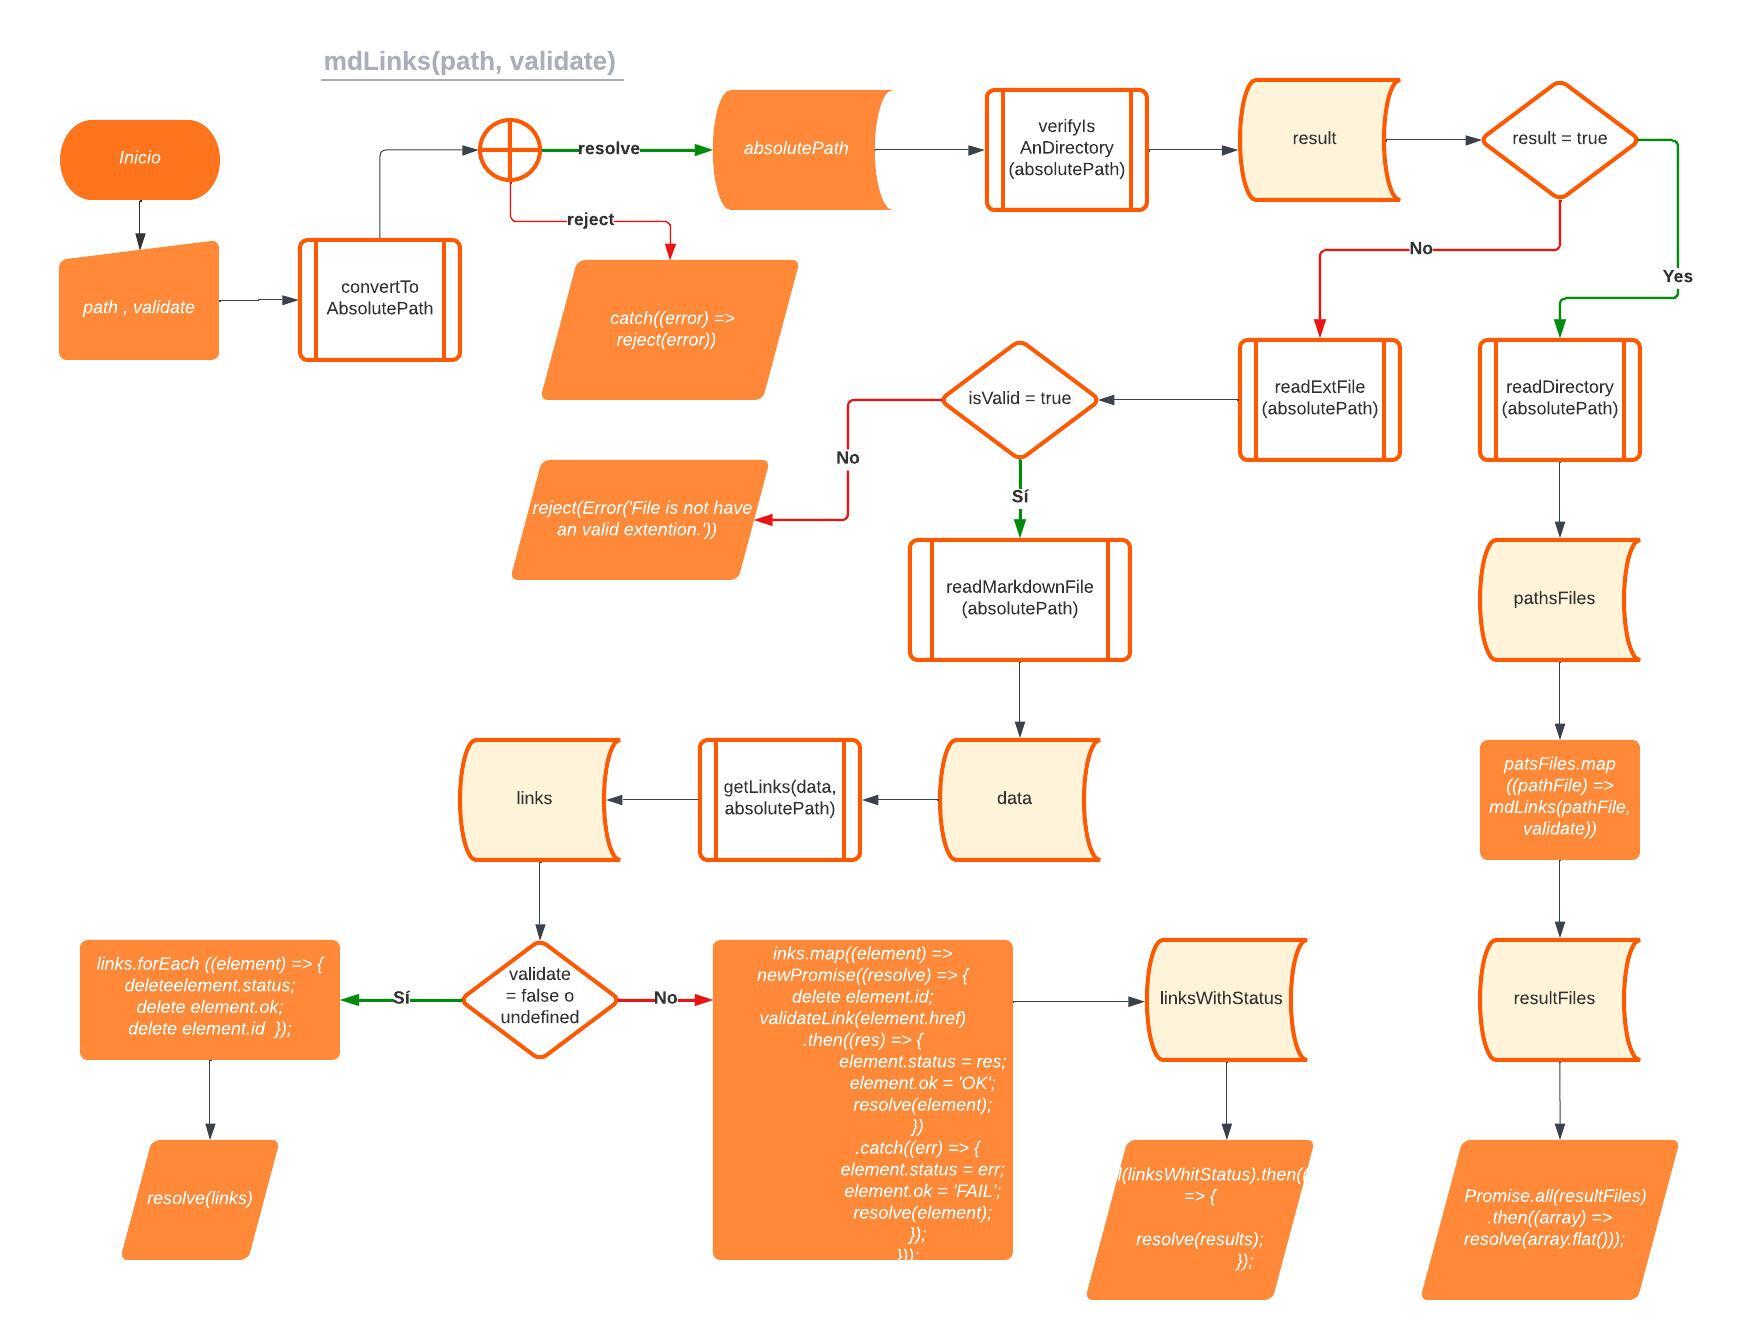 mdLinks(path, validate)
Inicio
path , validate
convertTo
AbsolutePath
resolve
reject
catch((error) =>
reject(error))
absolutePath
verifyIs
AnDirectory
(absolutePath)
result
result = true
No
Yes
readExtFile
(absolutePath)
readDirectory
(absolutePath)
isValid = true
No
Sí
reject(Error('File is not have
an valid extention.'))
readMarkdownFile
(absolutePath)
pathsFiles
data
getLinks(data,
absolutePath)
links
patsFiles.map
((pathFile) =>
mdLinks(pathFile,
validate))
validate
= false o
undefined
Sí
No
links.forEach ((element) => {
deleteelement.status;
delete element.ok;
delete element.id  });
resolve(links)
inks.map((element) =>
newPromise((resolve) => {
delete element.id;
validateLink(element.href)
.then((res) => {
element.status = res;
element.ok = 'OK';
resolve(element);
})
.catch((err) => {
element.status = err;
element.ok = 'FAIL';
resolve(element);
});
}));
linksWithStatus
(linksWhitStatus).then(
=> {
resolve(results);
});
resultFiles
Promise.all(resultFiles)
.then((array) =>
resolve(array.flat()));